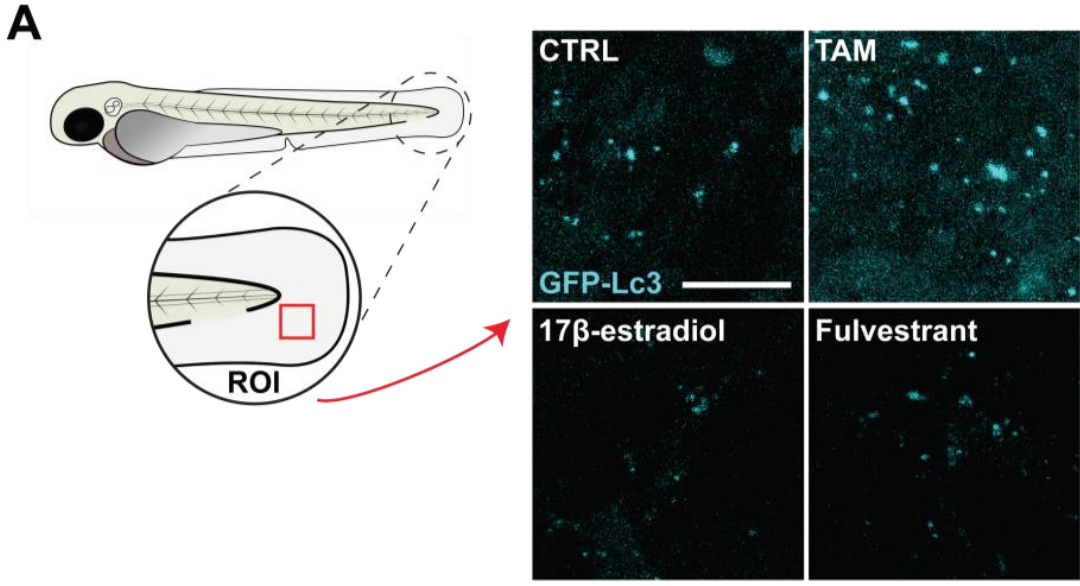 A
CTRL
TAM
GFP-Lc3
17β-estradiol
Fulvestrant
ROI